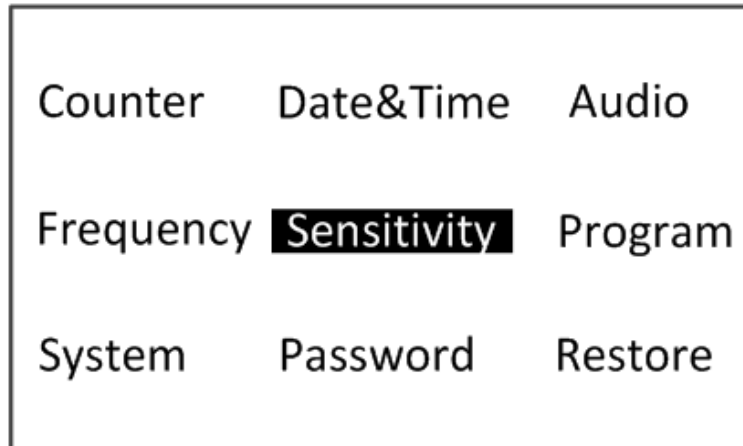 Counter Date&Time Audio
Frequency Sensitivity Program
System Password Restore